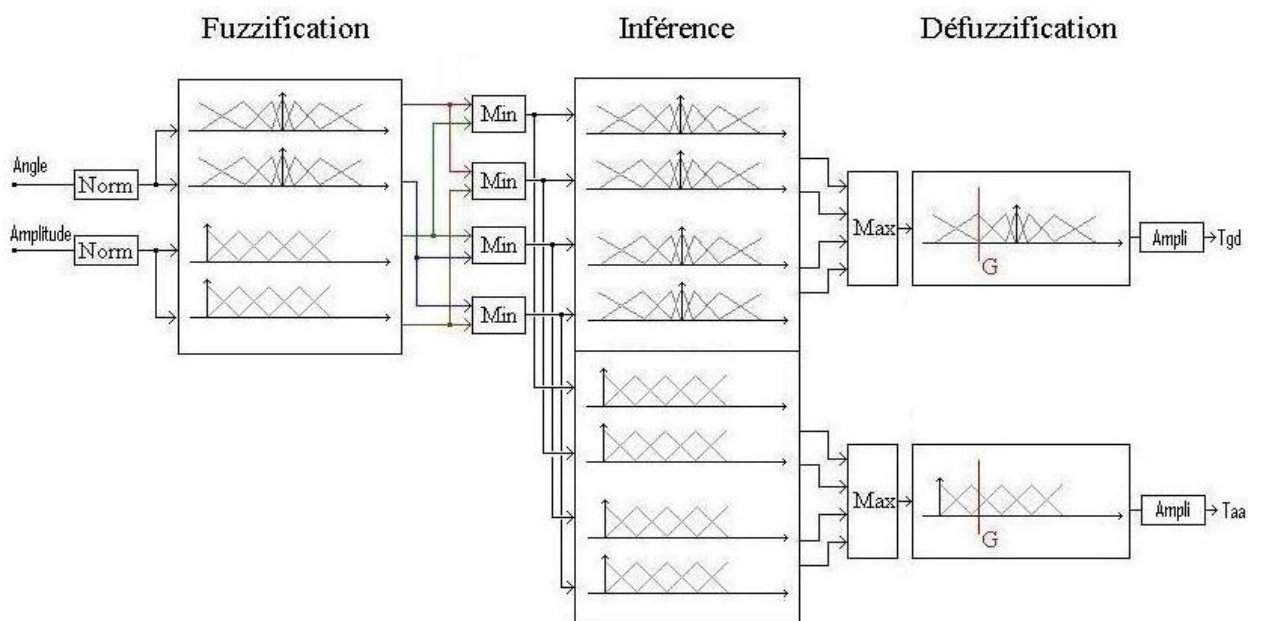 Fuzzification
Inférence
Défuzzification
Angle
Norm
Amplitude
Norm
Min
Min
Min
Min
Max
G
Ampli
Tgd
Max
G
Ampli
Taa